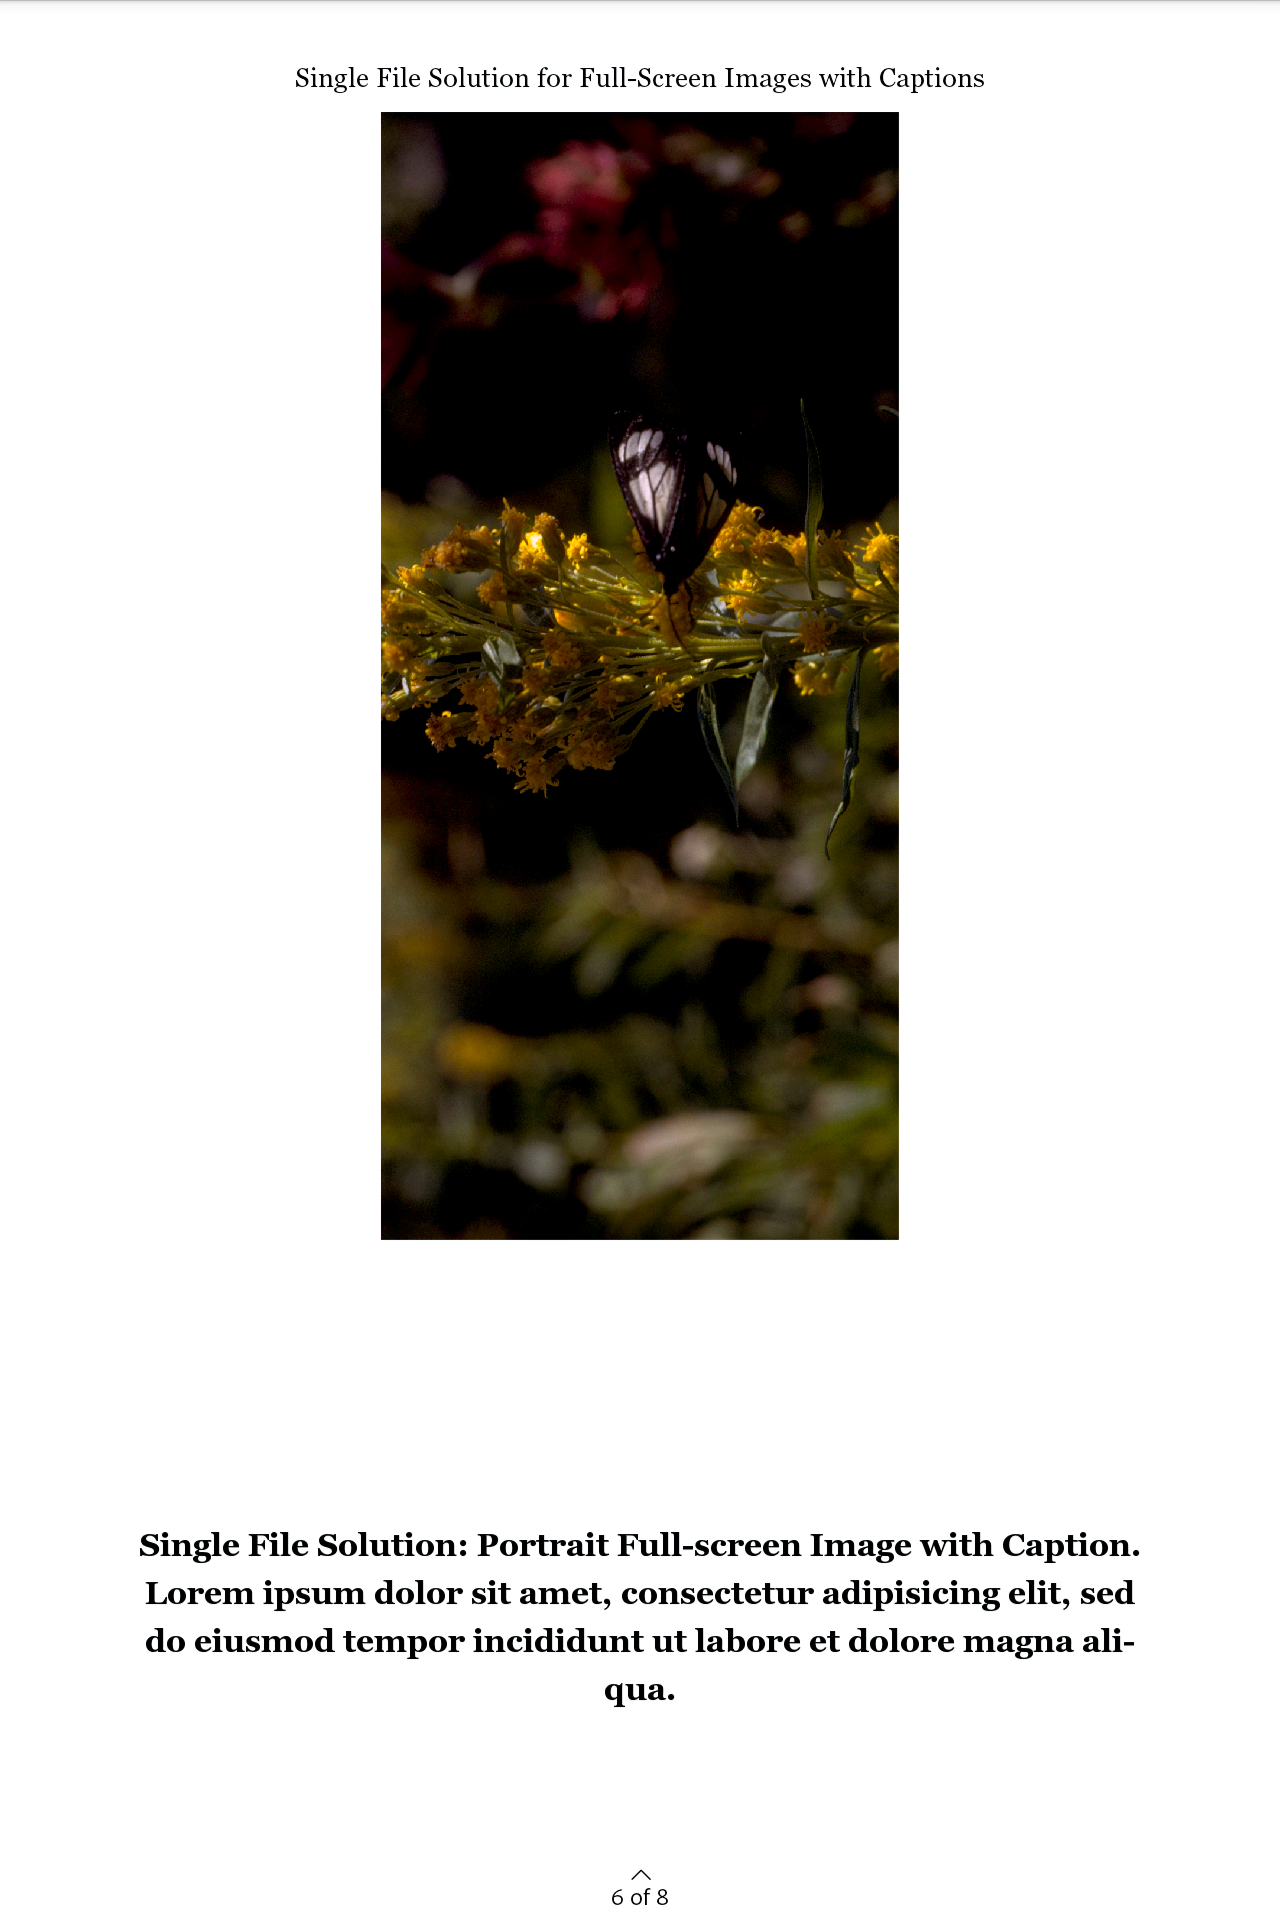 Single File Solution for Full-Screen Images with Captions
Single File Solution: Portrait Full-screen Image with Caption.
Lorem ipsum dolor sit amet, consectetur adipisicing elit, sed
do eiusmod tempor incididunt ut labore et dolore magna ali-
qua.
6 of 8